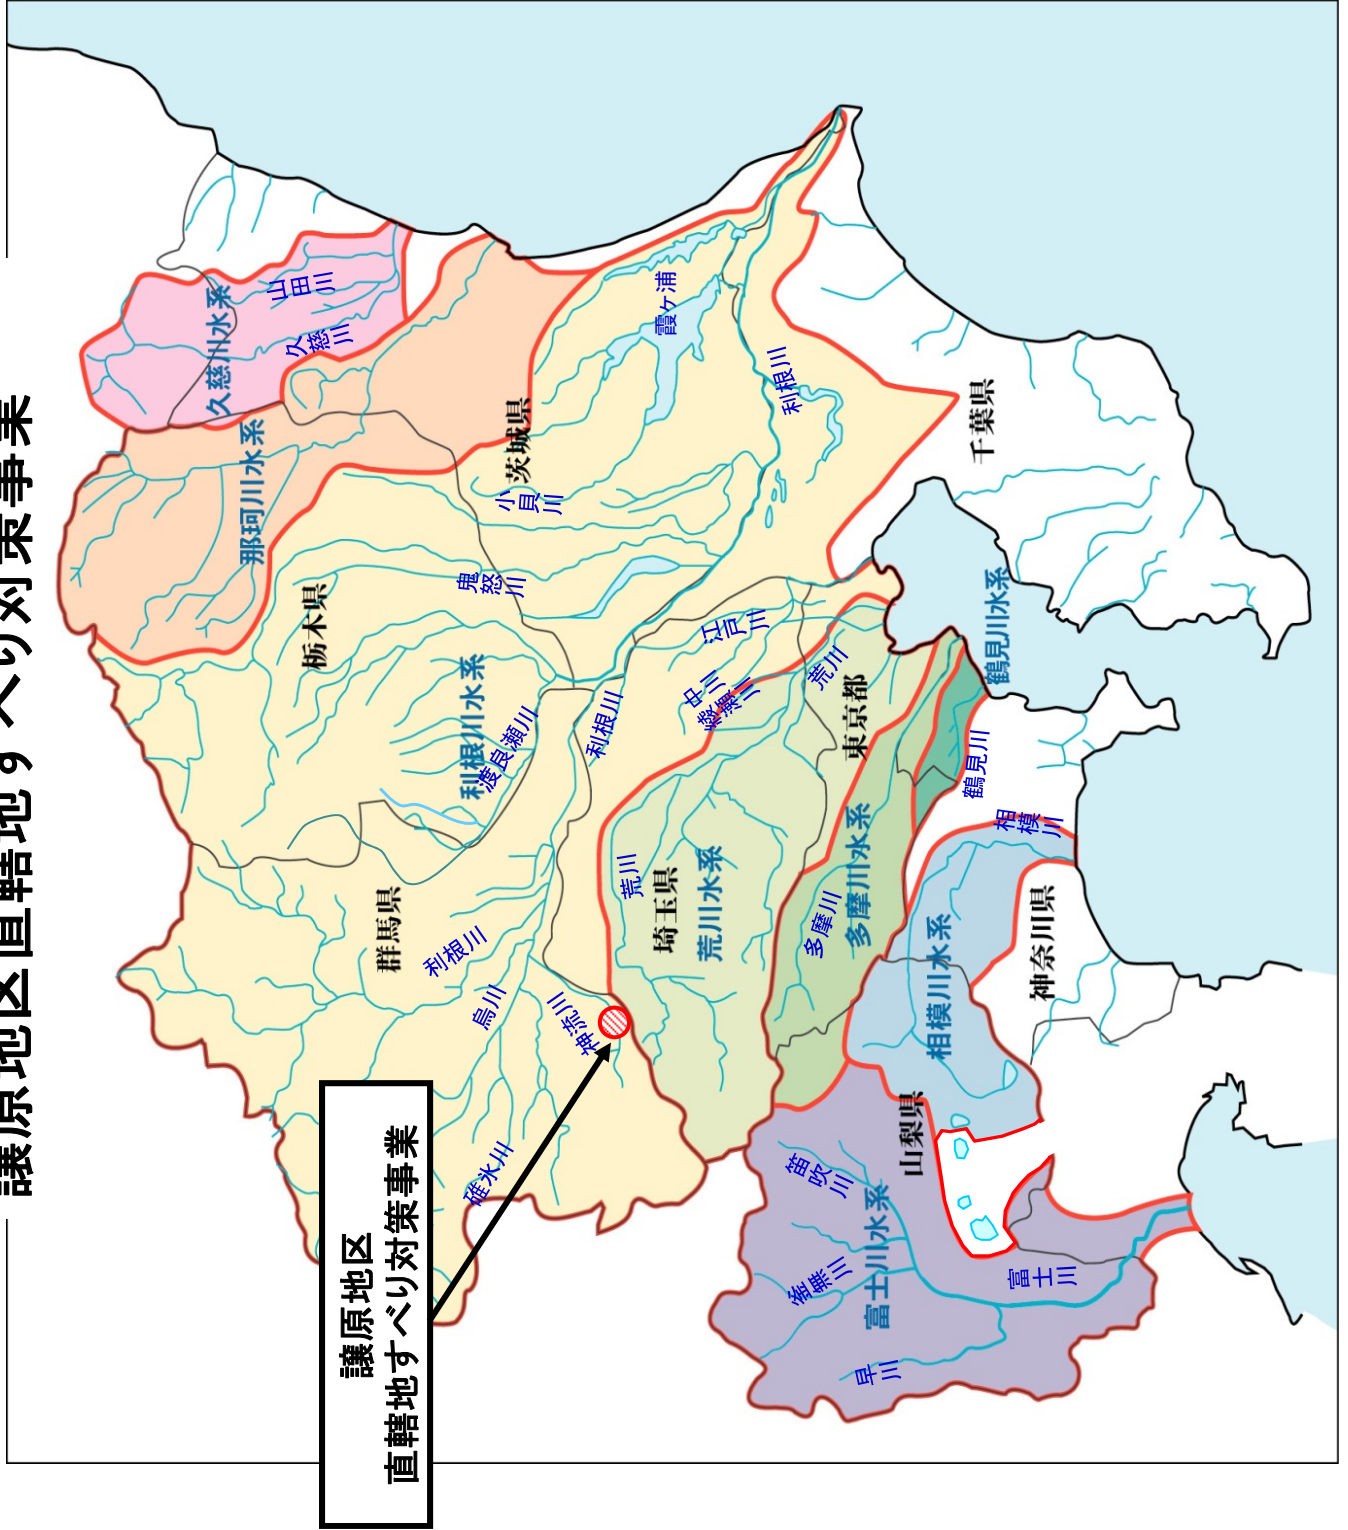 譲原地区直轄地すべり対策事業
久慈川水系
那珂川水系
山田川
久慈川
栃木県
譲原地区
直轄地すべり対策事業
群馬県
利根川
利根川水系
鬼怒川
碓氷川
烏川
渡良瀬川
小貝川
茨城県
神流川
利根川
荒川
埼玉県
霞ヶ浦
荒川水系
中川
綾瀬川
江戸川
利根川
笛吹川
釜無川
多摩川
荒川
多摩川水系
東京都
早川
富士川水系
山梨県
相模川水系
鶴見川
千葉県
鶴見川水系
富士川
相模川
神奈川県